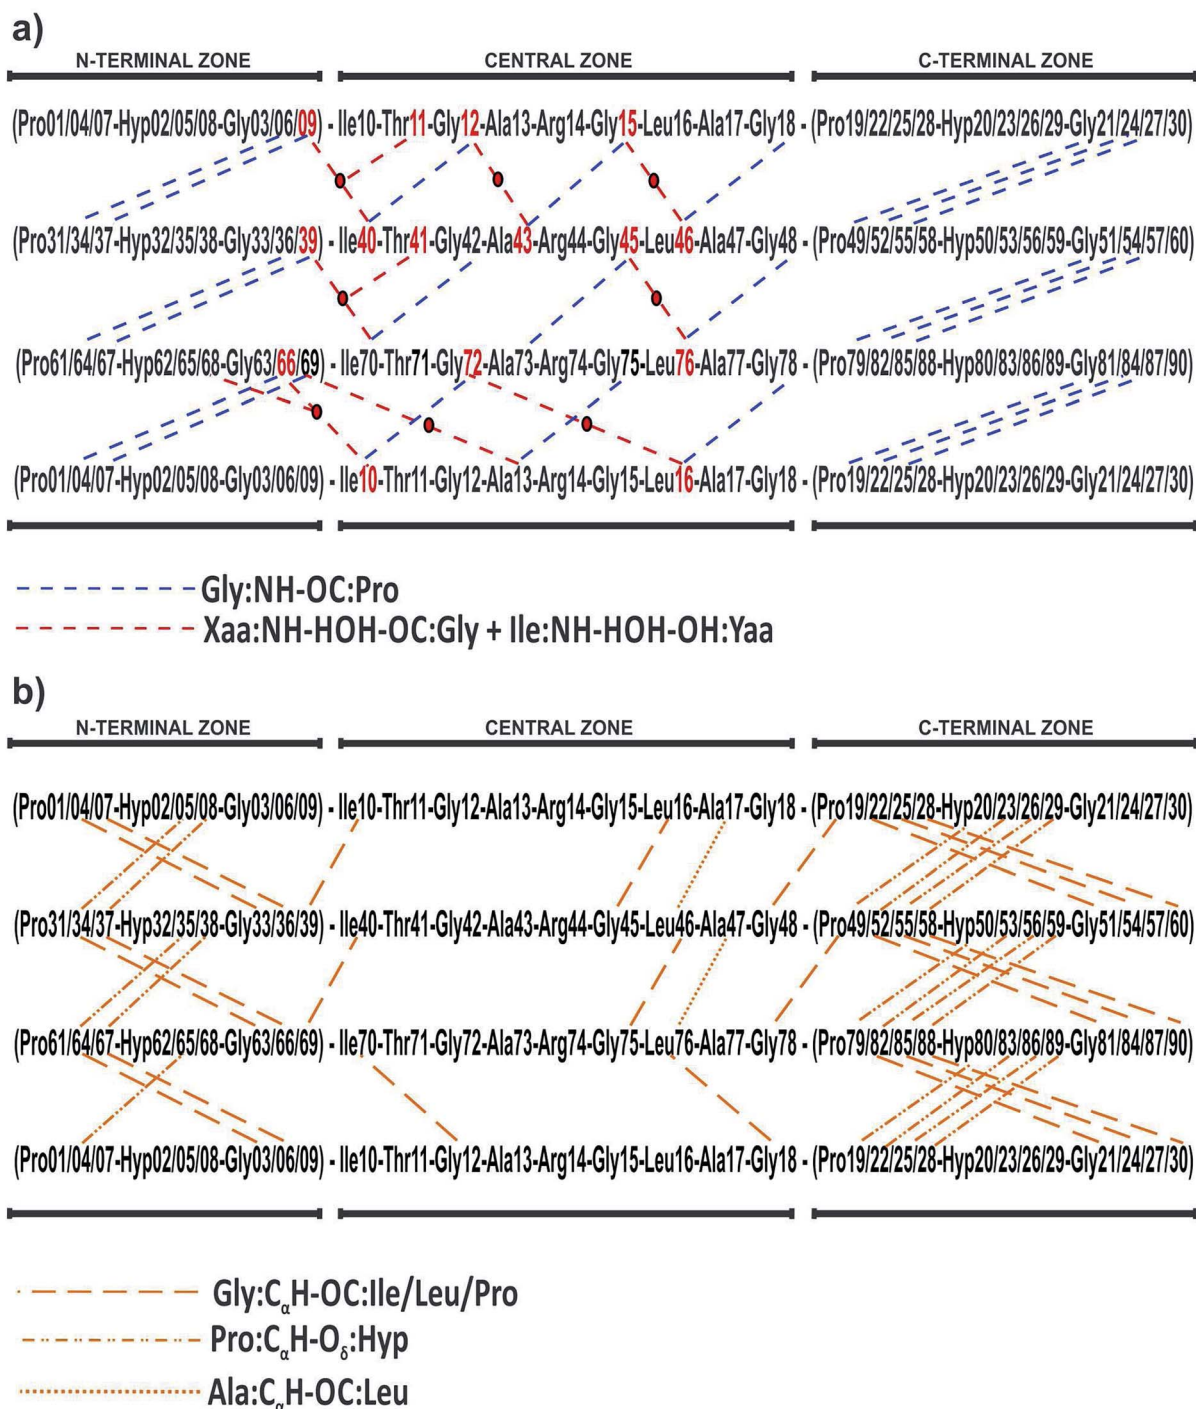 a)
N-TERMINAL ZONE CENTRAL ZONE C-TERMINAL ZONE
(Pro01/04/07-Hyp02/05/08-Gly03/06/09) - Ile10-Thr11-Gly12-Ala13-Arg14-Gly15-Leu16-Ala17-Gly18 - (Pro19/22/25/28-Hyp20/23/26/29-Gly21/24/27/30)
(Pro31/34/37-Hyp32/35/38-Gly33/36/39) - Ile40-Thr41-Gly42-Ala43-Arg44-Gly45-Leu46-Ala47-Gly48 - (Pro49/52/55/58-Hyp50/53/56/59-Gly51/54/57/60)
(Pro61/64/67-Hyp62/65/68-Gly63/66/69) - Ile70-Thr71-Gly72-Ala73-Arg74-Gly75-Leu76-Ala77-Gly78 - (Pro79/82/85/88-Hyp80/83/86/89-Gly81/84/87/90)
(Pro01/04/07-Hyp02/05/08-Gly03/06/09) - Ile10-Thr11-Gly12-Ala13-Arg14-Gly15-Leu16-Ala17-Gly18 - (Pro19/22/25/28-Hyp20/23/26/29-Gly21/24/27/30)
Gly:NH-OC:Pro
Xaa:NH-HOH-OC:Gly + Ile:NH-HOH-OH:Yaa
b)
N-TERMINAL ZONE CENTRAL ZONE C-TERMINAL ZONE
(Pro01/04/07-Hyp02/05/08-Gly03/06/09) - Ile10-Thr11-Gly12-Ala13-Arg14-Gly15-Leu16-Ala17-Gly18 - (Pro19/22/25/28-Hyp20/23/26/29-Gly21/24/27/30)
(Pro31/34/37-Hyp32/35/38-Gly33/36/39) - Ile40-Thr41-Gly42-Ala43-Arg44-Gly45-Leu46-Ala47-Gly48 - (Pro49/52/55/58-Hyp50/53/56/59-Gly51/54/57/60)
(Pro61/64/67-Hyp62/65/68-Gly63/66/69) - Ile70-Thr71-Gly72-Ala73-Arg74-Gly75-Leu76-Ala77-Gly78 - (Pro79/82/85/88-Hyp80/83/86/89-Gly81/84/87/90)
(Pro01/04/07-Hyp02/05/08-Gly03/06/09) - Ile10-Thr11-Gly12-Ala13-Arg14-Gly15-Leu16-Ala17-Gly18 - (Pro19/22/25/28-Hyp20/23/26/29-Gly21/24/27/30)
Gly:CαH-OC:Ile/Leu/Pro
Pro:CαH-Oδ:Hyp
Ala:CαH-OC:Leu